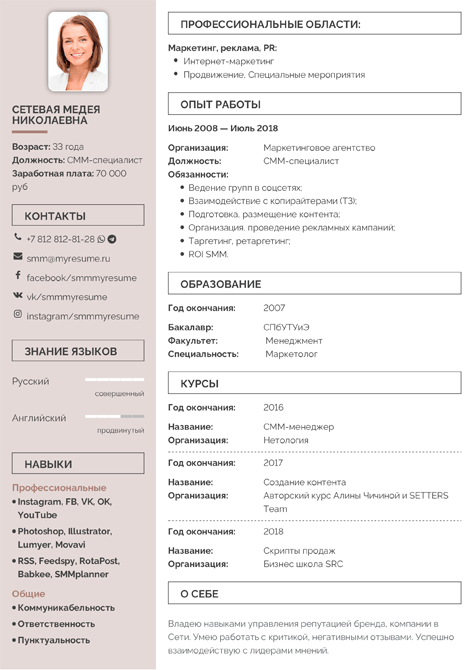 СЕТЕВАЯ МЕДЕЯ
НИКОЛАЕВНА
Возраст: 33 года
Должность: СММ-специалист
Заработная плата: 70 000
руб
КОНТАКТЫ
+7 812 812-81-28
smm@myresume.ru
facebook/smmmyresume
vk/smmmyresume
instagram/smmmyresume
ЗНАНИЕ ЯЗЫКОВ
Русский
совершенный
Английский
продвинутый
НАВЫКИ
Профессиональные
Instagram, FB, VK, OK,
YouTube
Photoshop, Illustrator,
Lumyer, Movavi
RSS, Feedspy, RotaPost,
Babkee, SMMplanner
Общие
Коммуникабельность
Ответственность
Пунктуальность
ПРОФЕССИОНАЛЬНЫЕ ОБЛАСТИ:
Маркетинг, реклама, PR:
Интернет-маркетинг
Продвижение, Специальные мероприятия
ОПЫТ РАБОТЫ
Июнь 2008 — Июль 2018
Организация: Маркетинговое агентство
Должность: СММ-специалист
Обязанности:
Ведение групп в соцсетях;
Взаимодействие с копирайтерами (ТЗ);
Подготовка, размещение контента;
Организация, проведение рекламных кампаний;
Таргетинг, ретаргетинг;
ROI SMM.
ОБРАЗОВАНИЕ
Год окончания: 2007
Бакалавр: СПбУТУиЭ
Факультет: Менеджмент
Специальность: Маркетолог
КУРСЫ
Год окончания: 2016
Название: СММ-менеджер
Организация: Нетология
Год окончания: 2017
Название: Создание контента
Организация: Авторский курс Алины Чичиной и SETTERS
Team
Год окончания: 2018
Название: Скрипты продаж
Организация: Бизнес школа SRC
О СЕБЕ
Владею навыками управления репутацией бренда, компании в
Сети. Умею работать с критикой, негативными отзывами. Успешно
взаимодействую с лидерами мнений.